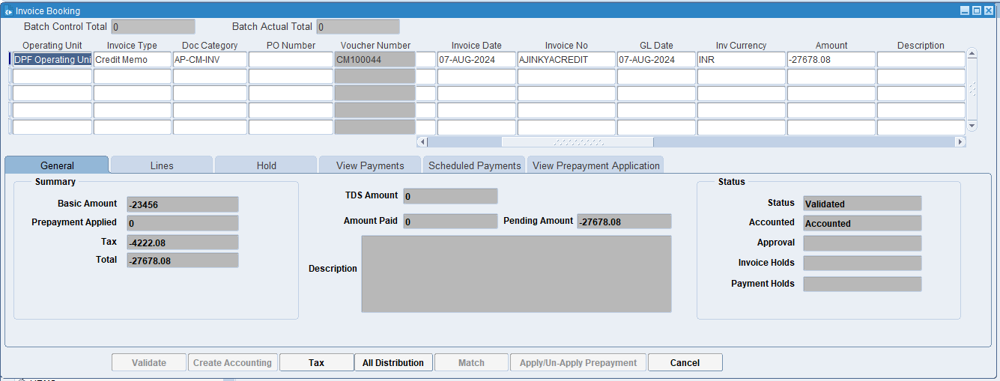 Invoice Booking
Batch Control Total 0 Batch Actual Total 0
Operating Unit Invoice Type Doc Category PO Number Voucher Number Invoice Date Invoice No GL Date Inv Currency Amount Description
DPF Operating Uni Credit Memo AP-CM-INV CM100044 07-AUG-2024 AJINKYACREDIT 07-AUG-2024 INR -27678.08
General Lines Hold View Payments Scheduled Payments View Prepayment Application
Summary
Basic Amount -23456
Prepayment Applied 0
Tax -4222.08
Total -27678.08
TDS Amount 0
Amount Paid 0 Pending Amount -27678.08
Description
Status
Status Validated
Accounted Accounted
Approval
Invoice Holds
Payment Holds
Validate Create Accounting Tax All Distribution Match Apply/Un-Apply Prepayment Cancel